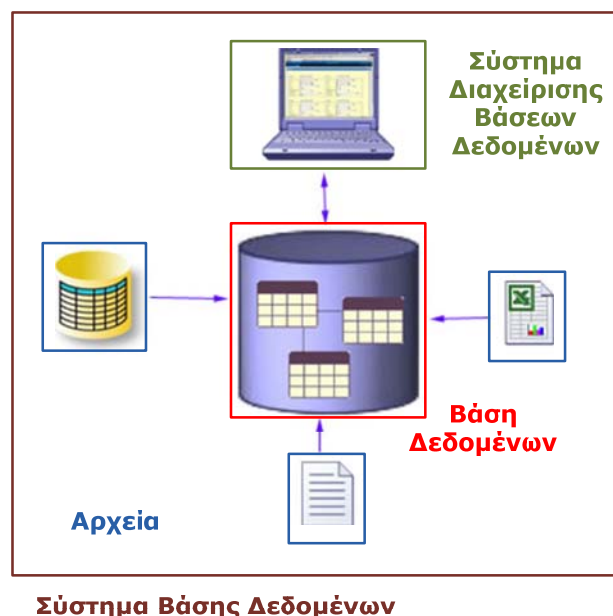 Σύστημα
Διαχείρισης
Βάσεων
Δεδομένων
Βάση
Δεδομένων
Αρχεία
Σύστημα Βάσης Δεδομένων